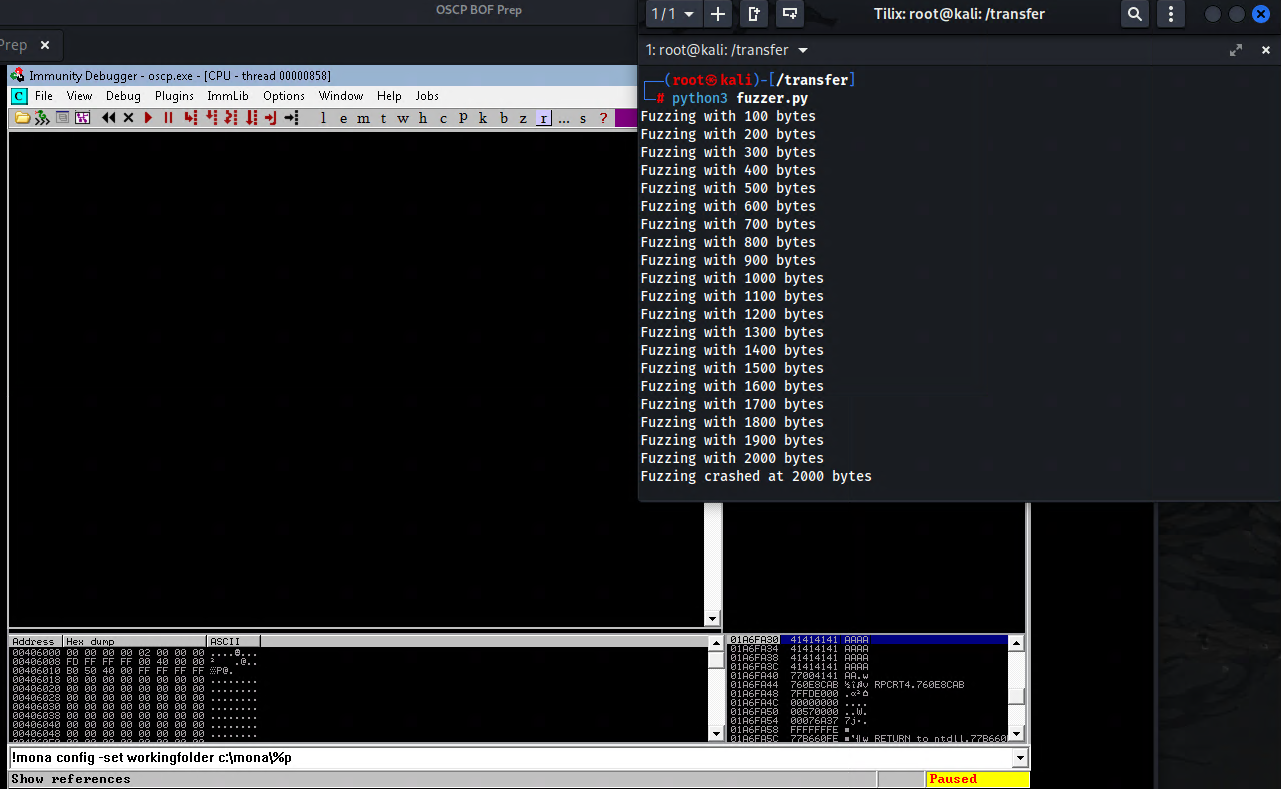 OSCP BOF Prep
Prep
Immunity Debugger - oscp.exe - [CPU - thread 00000858]
C File View Debug Plugins ImmLib Options Window Help Jobs
l e m t w h c P k b z r ... s ?
1/1
Tilix: root@kali: /transfer
1: root@kali: /transfer
(root㉿kali)-[/transfer]
# python3 fuzzer.py
Fuzzing with 100 bytes
Fuzzing with 200 bytes
Fuzzing with 300 bytes
Fuzzing with 400 bytes
Fuzzing with 500 bytes
Fuzzing with 600 bytes
Fuzzing with 700 bytes
Fuzzing with 800 bytes
Fuzzing with 900 bytes
Fuzzing with 1000 bytes
Fuzzing with 1100 bytes
Fuzzing with 1200 bytes
Fuzzing with 1300 bytes
Fuzzing with 1400 bytes
Fuzzing with 1500 bytes
Fuzzing with 1600 bytes
Fuzzing with 1700 bytes
Fuzzing with 1800 bytes
Fuzzing with 1900 bytes
Fuzzing with 2000 bytes
Fuzzing crashed at 2000 bytes
Address Hex dump ASCII
00406000 00 00 00 00 02 00 00 00 ....☻...
00406008 FD FF FF FF 00 40 00 00 ² .@..
00406010 B0 50 40 00 FF FF FF FF ░P@.
00406018 00 00 00 00 00 00 00 00 ........
00406020 00 00 00 00 00 00 00 00 ........
00406028 00 00 00 00 00 00 00 00 ........
00406030 00 00 00 00 00 00 00 00 ........
00406038 00 00 00 00 00 00 00 00 ........
00406040 00 00 00 00 00 00 00 00 ........
00406048 00 00 00 00 00 00 00 00 ........
01A6FA30 41414141 AAAA
01A6FA34 41414141 AAAA
01A6FA38 41414141 AAAA
01A6FA3C 41414141 AAAA
01A6FA40 77004141 AA.w
01A6FA44 760E8CAB RPCRT4.760E8CAB
01A6FA48 7FFDE000
01A6FA4C 00000000 ....
01A6FA50 00570000 ..W.
01A6FA54 00076A37
01A6FA58 FFFFFFFE
01A6FA5C 77B660FE RETURN to ntdll.77B660
!mona config -set workingfolder c:\mona\%p
Show references
Paused